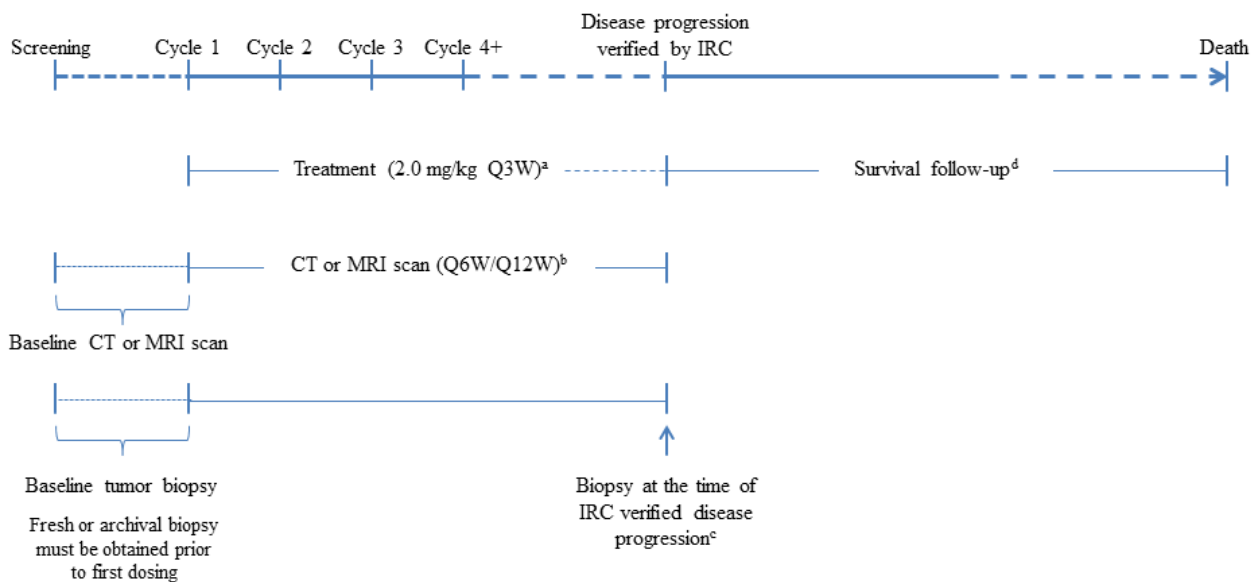 Disease progression
verified by IRC
Screening Cycle 1 Cycle 2 Cycle 3 Cycle 4+ Death
Treatment (2.0 mg/kg Q3W)ᵃ Survival follow-upᵈ
CT or MRI scan (Q6W/Q12W)ᵇ
Baseline CT or MRI scan
Baseline tumor biopsy
Fresh or archival biopsy
must be obtained prior
to first dosing
Biopsy at the time of
IRC verified disease
progressionᶜ